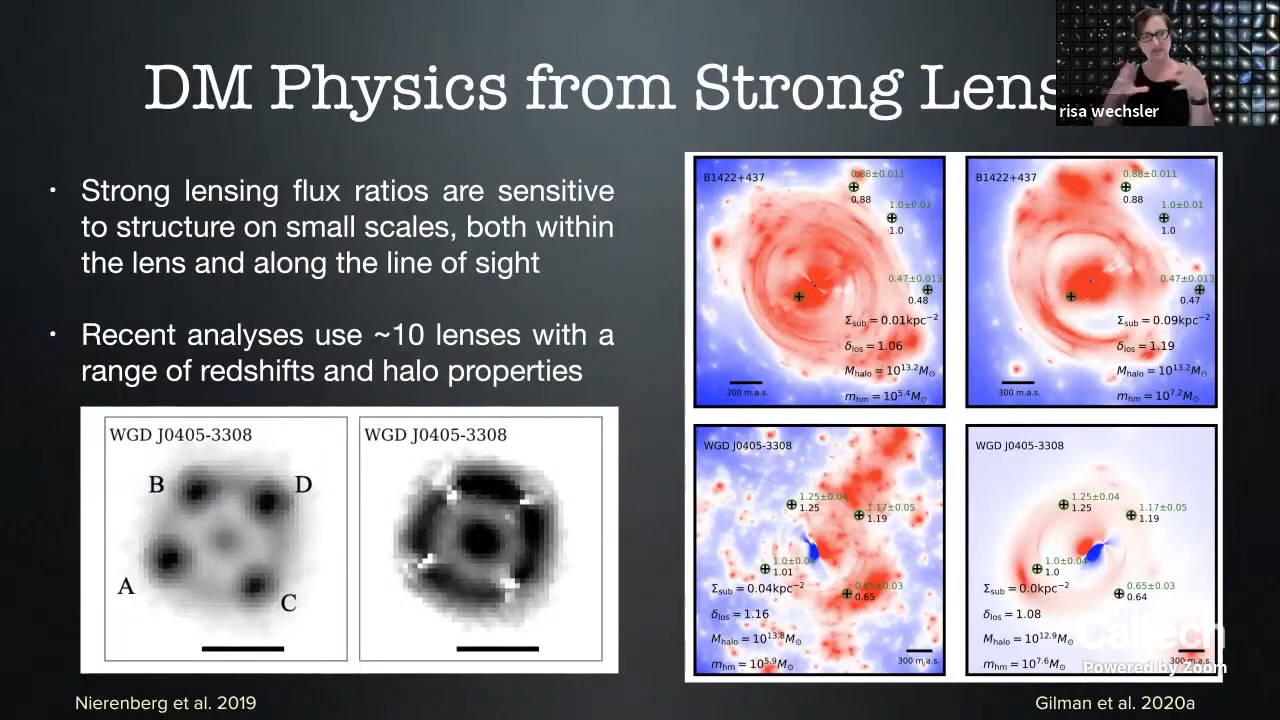 DM Physics from Strong Lens
risa wechsler
• Strong lensing flux ratios are sensitive
to structure on small scales, both within
the lens and along the line of sight
• Recent analyses use ~10 lenses with a
range of redshifts and halo properties
WGD J0405-3308
B
D
A
C
WGD J0405-3308
Nierenberg et al. 2019
B1422+437
0.88±0.011
0.88
1.0±0.01
1.0
0.47±0.013
0.48
Σsub = 0.01kpc⁻²
δlos = 1.06
Mhalo = 10^13.2 M⊙
mhm = 10^5.4 M⊙
300 m.a.s.
B1422+437
0.88±0.011
0.88
1.0±0.01
1.0
0.47±0.013
0.47
Σsub = 0.09kpc⁻²
δlos = 1.19
Mhalo = 10^13.2 M⊙
mhm = 10^7.2 M⊙
300 m.a.s.
WGD J0405-3308
1.25±0.04
1.25
1.17±0.05
1.19
1.0±0.04
1.01
0.65±0.03
0.65
Σsub = 0.04kpc⁻²
δlos = 1.16
Mhalo = 10^13.8 M⊙
mhm = 10^5.9 M⊙
300 m.a.s.
WGD J0405-3308
1.25±0.04
1.25
1.17±0.05
1.19
1.0±0.04
1.0
0.65±0.03
0.64
Σsub = 0.0kpc⁻²
δlos = 1.08
Mhalo = 10^12.9 M⊙
mhm = 10^7.6 M⊙
300 m.a.s.
Caltech
Powered by Zoom
Gilman et al. 2020a